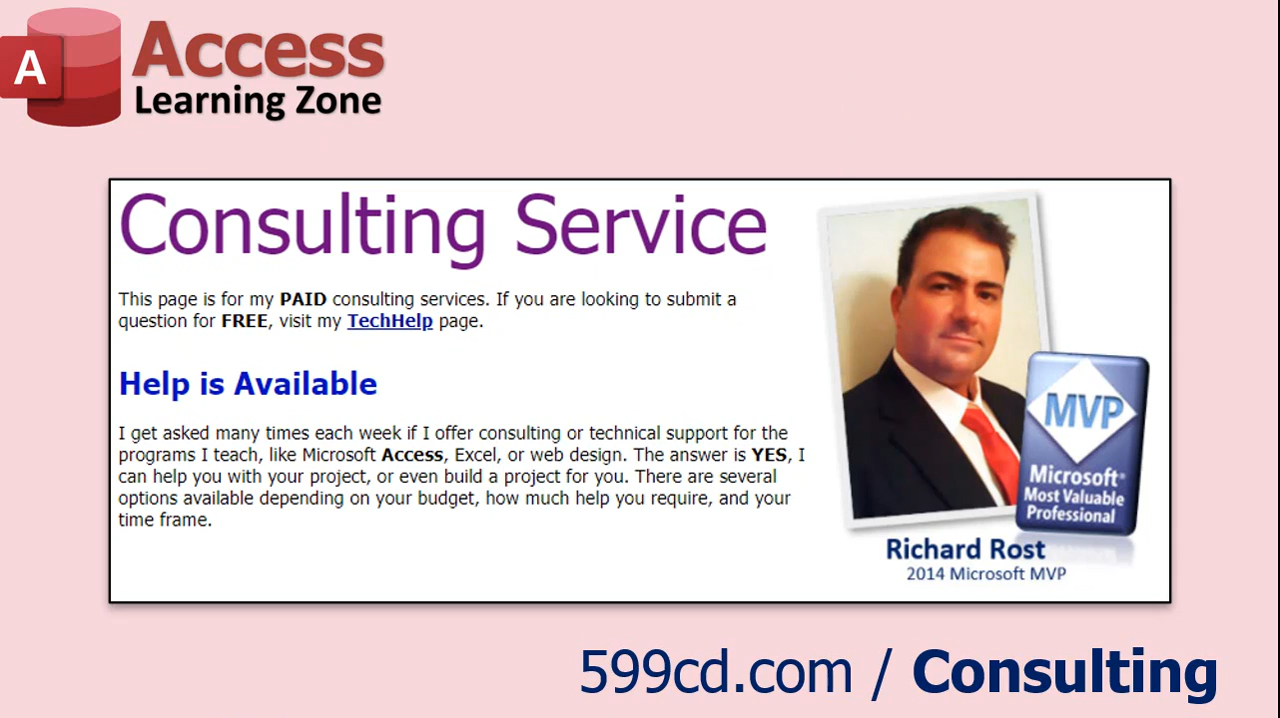 A
Access
Learning Zone
Consulting Service
This page is for my PAID consulting services. If you are looking to submit a
question for FREE, visit my TechHelp page.
Help is Available
I get asked many times each week if I offer consulting or technical support for the
programs I teach, like Microsoft Access, Excel, or web design. The answer is YES, I
can help you with your project, or even build a project for you. There are several
options available depending on your budget, how much help you require, and your
time frame.
MVP
Microsoft®
Most Valuable
Professional
Richard Rost
2014 Microsoft MVP
599cd.com / Consulting